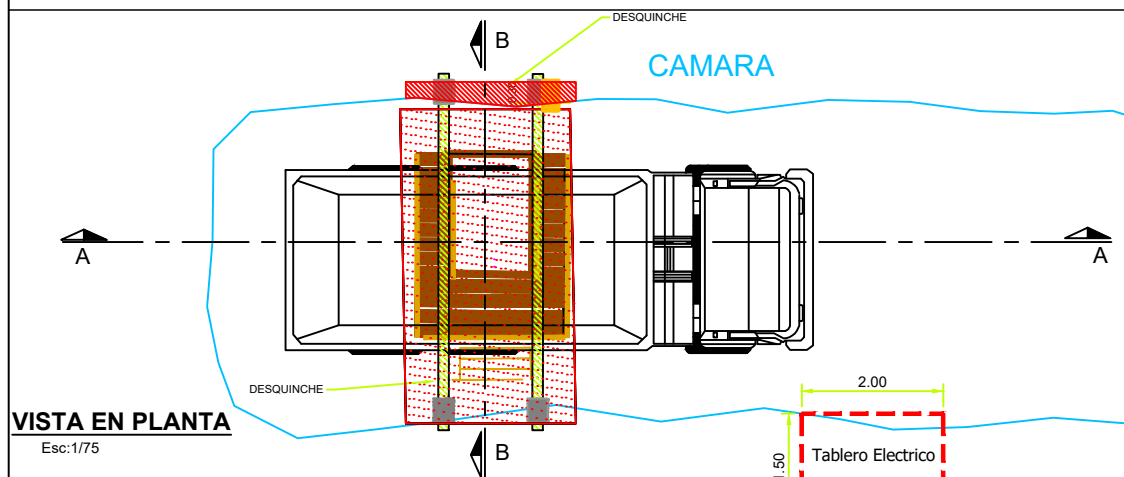 DESQUINCHE
B
CAMARA
A
A
DESQUINCHE
2.00
VISTA EN PLANTA
Esc:1/75
B
Tablero Electrico